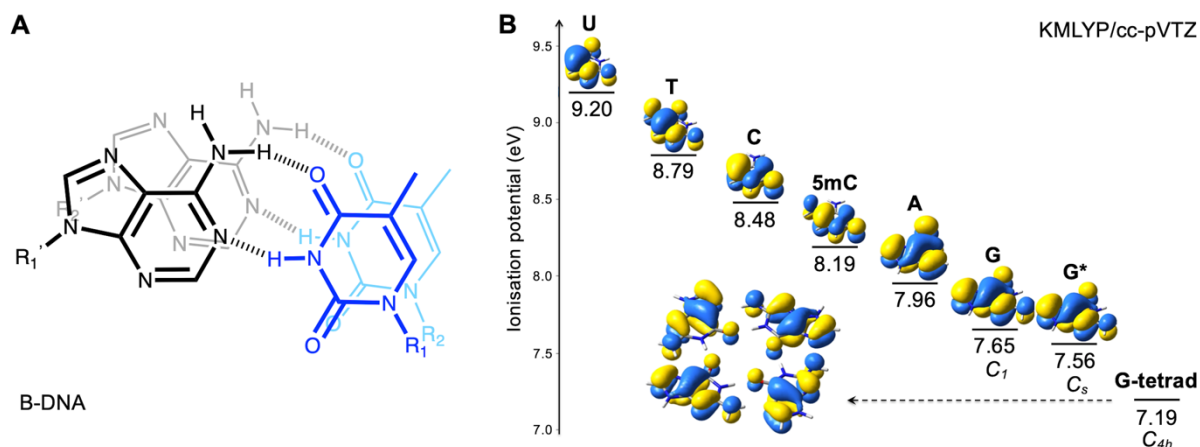 A
H
N
N
H
N
H
H
O
O
N
R₂'
N
N
N
N
H
N
R₁'
N
N
H
N
N
N
O
O
R₂
R₁
B-DNA
B
KMLYP/cc-pVTZ
Ionisation potential (eV)
9.5
9.0
8.5
8.0
7.5
7.0
U
9.20
T
8.79
C
8.48
5mC
8.19
A
7.96
G
7.65
C₁
G*
7.56
Cₛ
G-tetrad
7.19
C₄ₕ